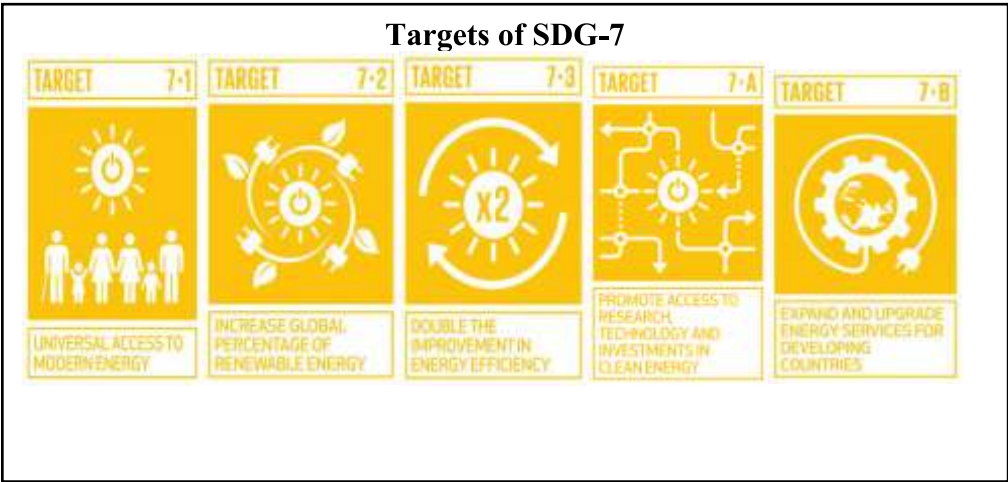 Targets of SDG-7
TARGET 7·1
UNIVERSAL ACCESS TO
MODERN ENERGY
TARGET 7·2
INCREASE GLOBAL
PERCENTAGE OF
RENEWABLE ENERGY
TARGET 7·3
X2
DOUBLE THE
IMPROVEMENT IN
ENERGY EFFICIENCY
TARGET 7·A
PROMOTE ACCESS TO
RESEARCH,
TECHNOLOGY AND
INVESTMENTS IN
CLEAN ENERGY
TARGET 7·B
EXPAND AND UPGRADE
ENERGY SERVICES FOR
DEVELOPING
COUNTRIES